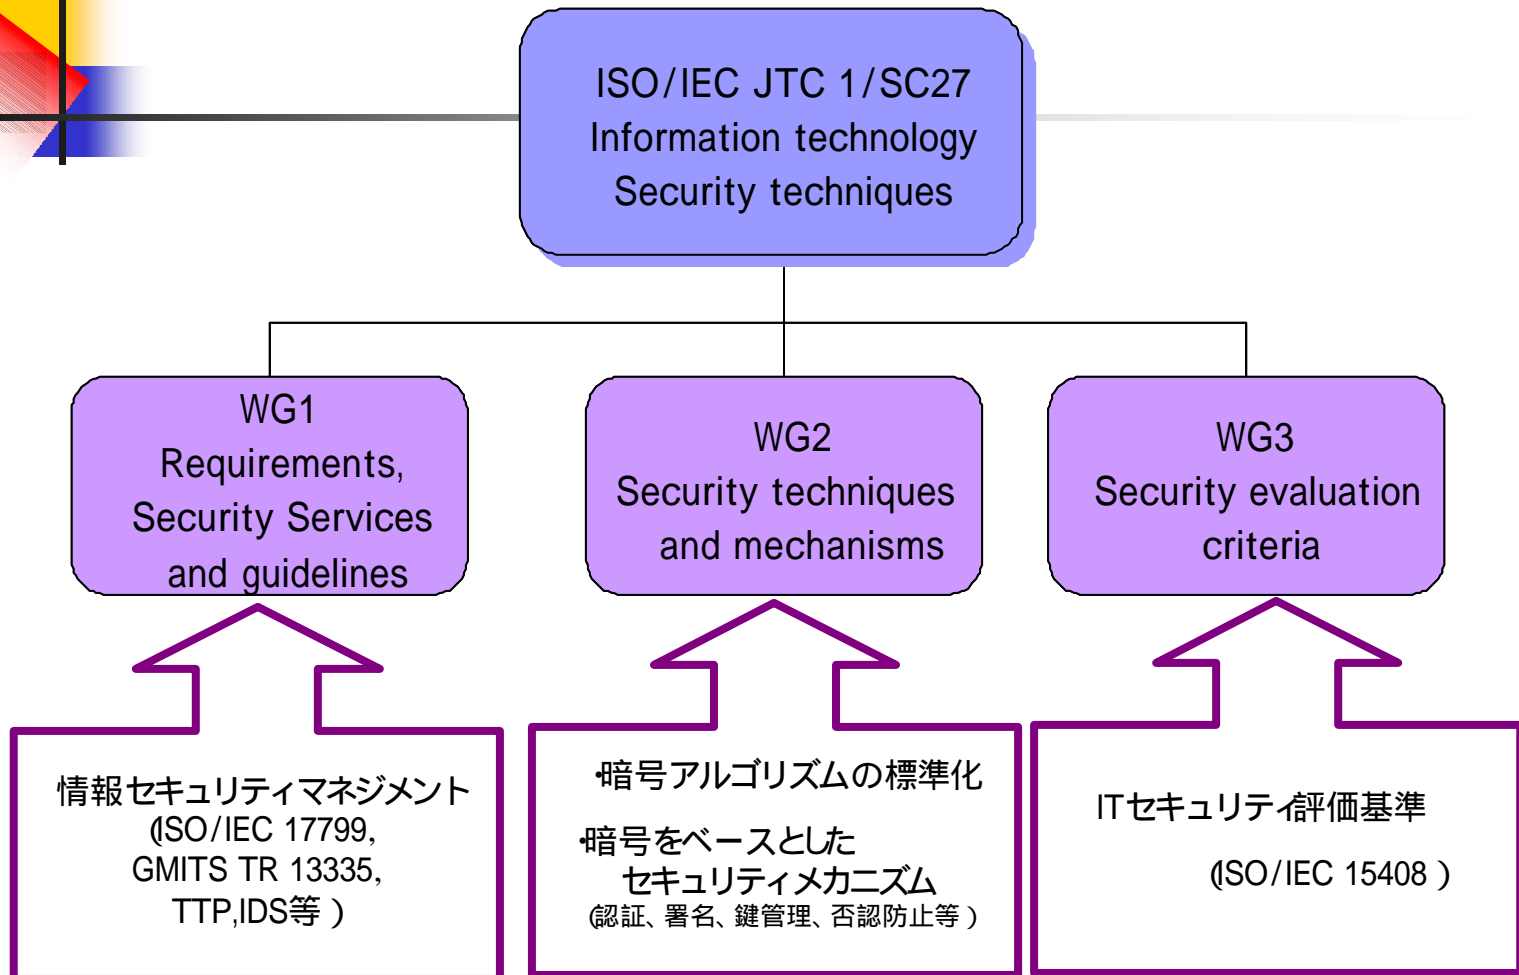 ISO/IEC JTC 1/SC27
Information technology
Security techniques
WG1
Requirements,
Security Services
and guidelines
WG2
Security techniques
and mechanisms
WG3
Security evaluation
criteria
情報セキュリティマネジメント
(ISO/IEC 17799,
GMITS TR 13335,
TTP,IDS等 )
・暗号アルゴリズムの標準化
・暗号をベースとした
セキュリティメカニズム
(認証、署名、鍵管理、否認防止等 )
ITセキュリティ評価基準
(ISO/IEC 15408 )